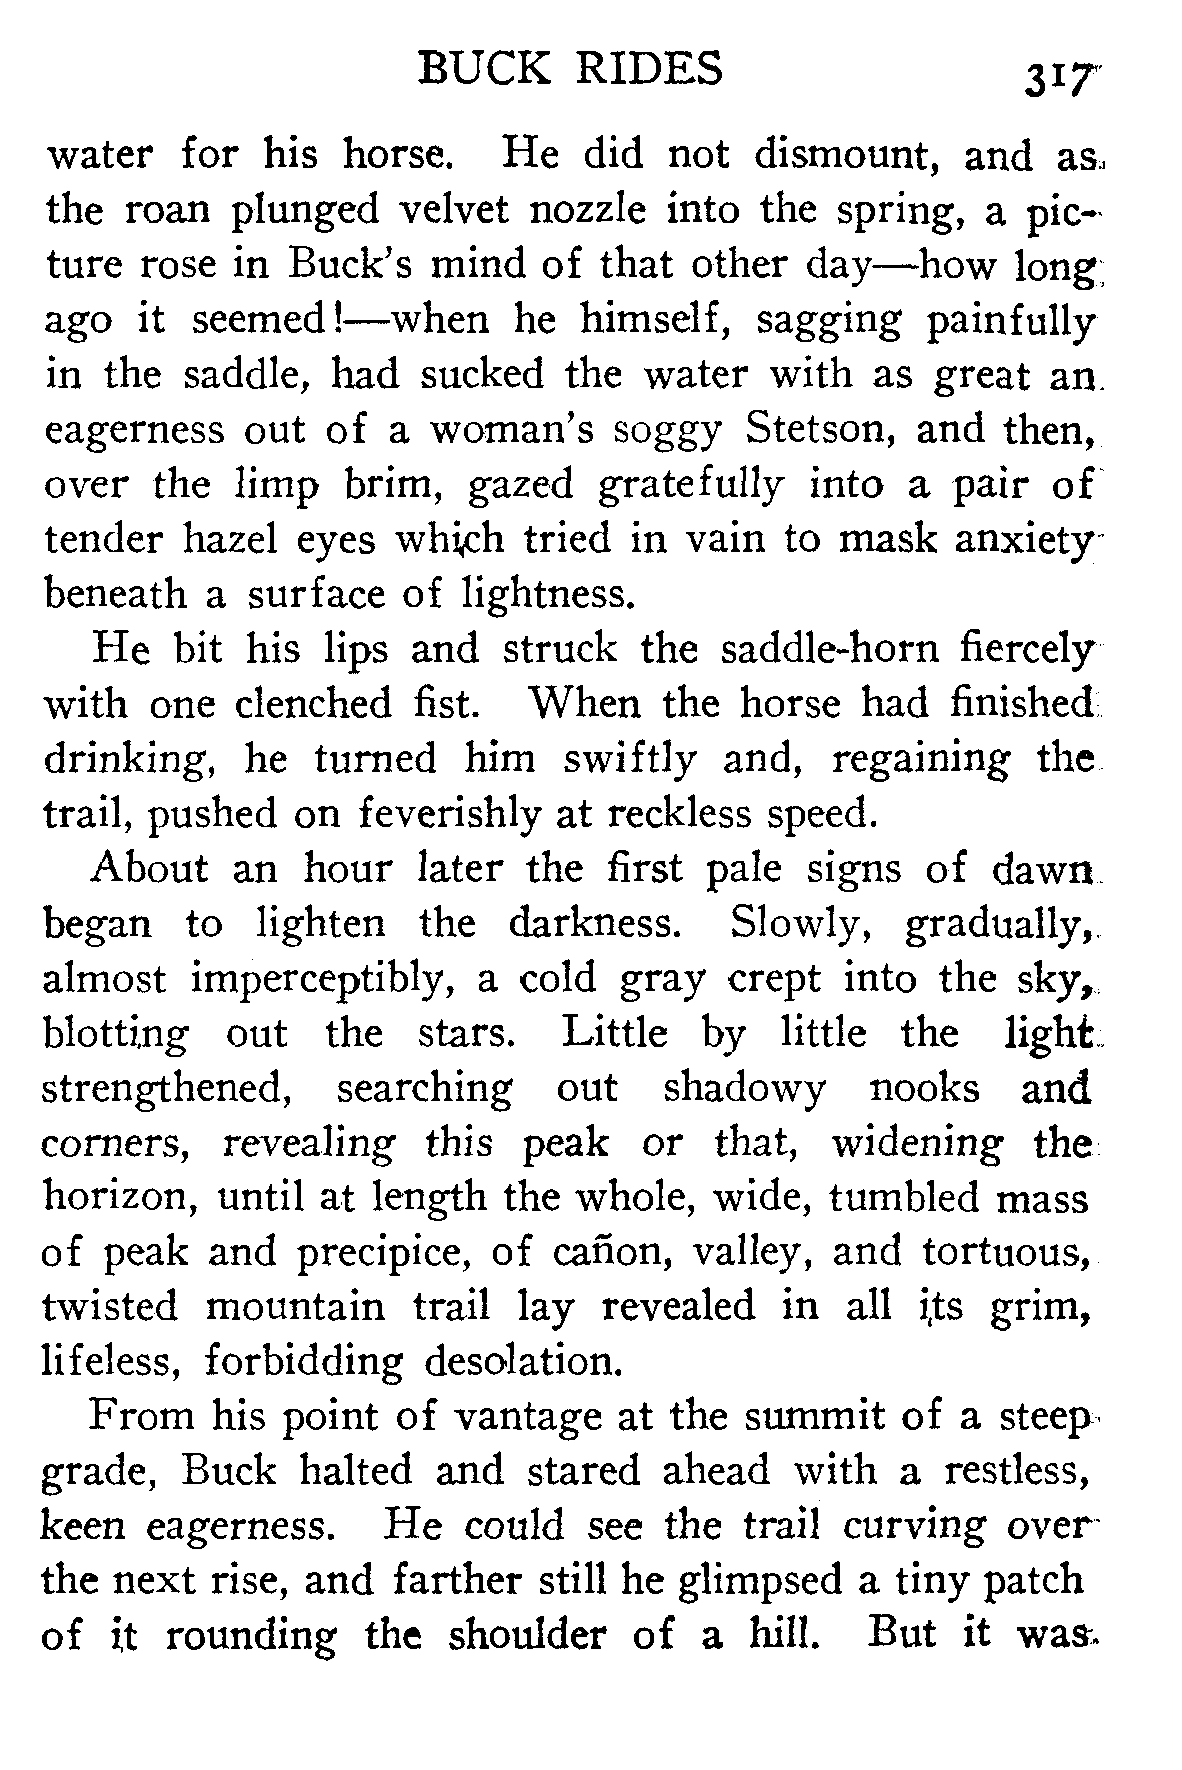 BUCK RIDES 317
water for his horse. He did not dismount, and as
the roan plunged velvet nozzle into the spring, a pic-
ture rose in Buck's mind of that other day—how long
ago it seemed!—when he himself, sagging painfully
in the saddle, had sucked the water with as great an
eagerness out of a woman's soggy Stetson, and then,
over the limp brim, gazed gratefully into a pair of
tender hazel eyes which tried in vain to mask anxiety
beneath a surface of lightness.
He bit his lips and struck the saddle-horn fiercely
with one clenched fist. When the horse had finished
drinking, he turned him swiftly and, regaining the
trail, pushed on feverishly at reckless speed.
About an hour later the first pale signs of dawn
began to lighten the darkness. Slowly, gradually,
almost imperceptibly, a cold gray crept into the sky,
blotting out the stars. Little by little the light
strengthened, searching out shadowy nooks and
corners, revealing this peak or that, widening the
horizon, until at length the whole, wide, tumbled mass
of peak and precipice, of cañon, valley, and tortuous,
twisted mountain trail lay revealed in all its grim,
lifeless, forbidding desolation.
From his point of vantage at the summit of a steep
grade, Buck halted and stared ahead with a restless,
keen eagerness. He could see the trail curving over
the next rise, and farther still he glimpsed a tiny patch
of it rounding the shoulder of a hill. But it was